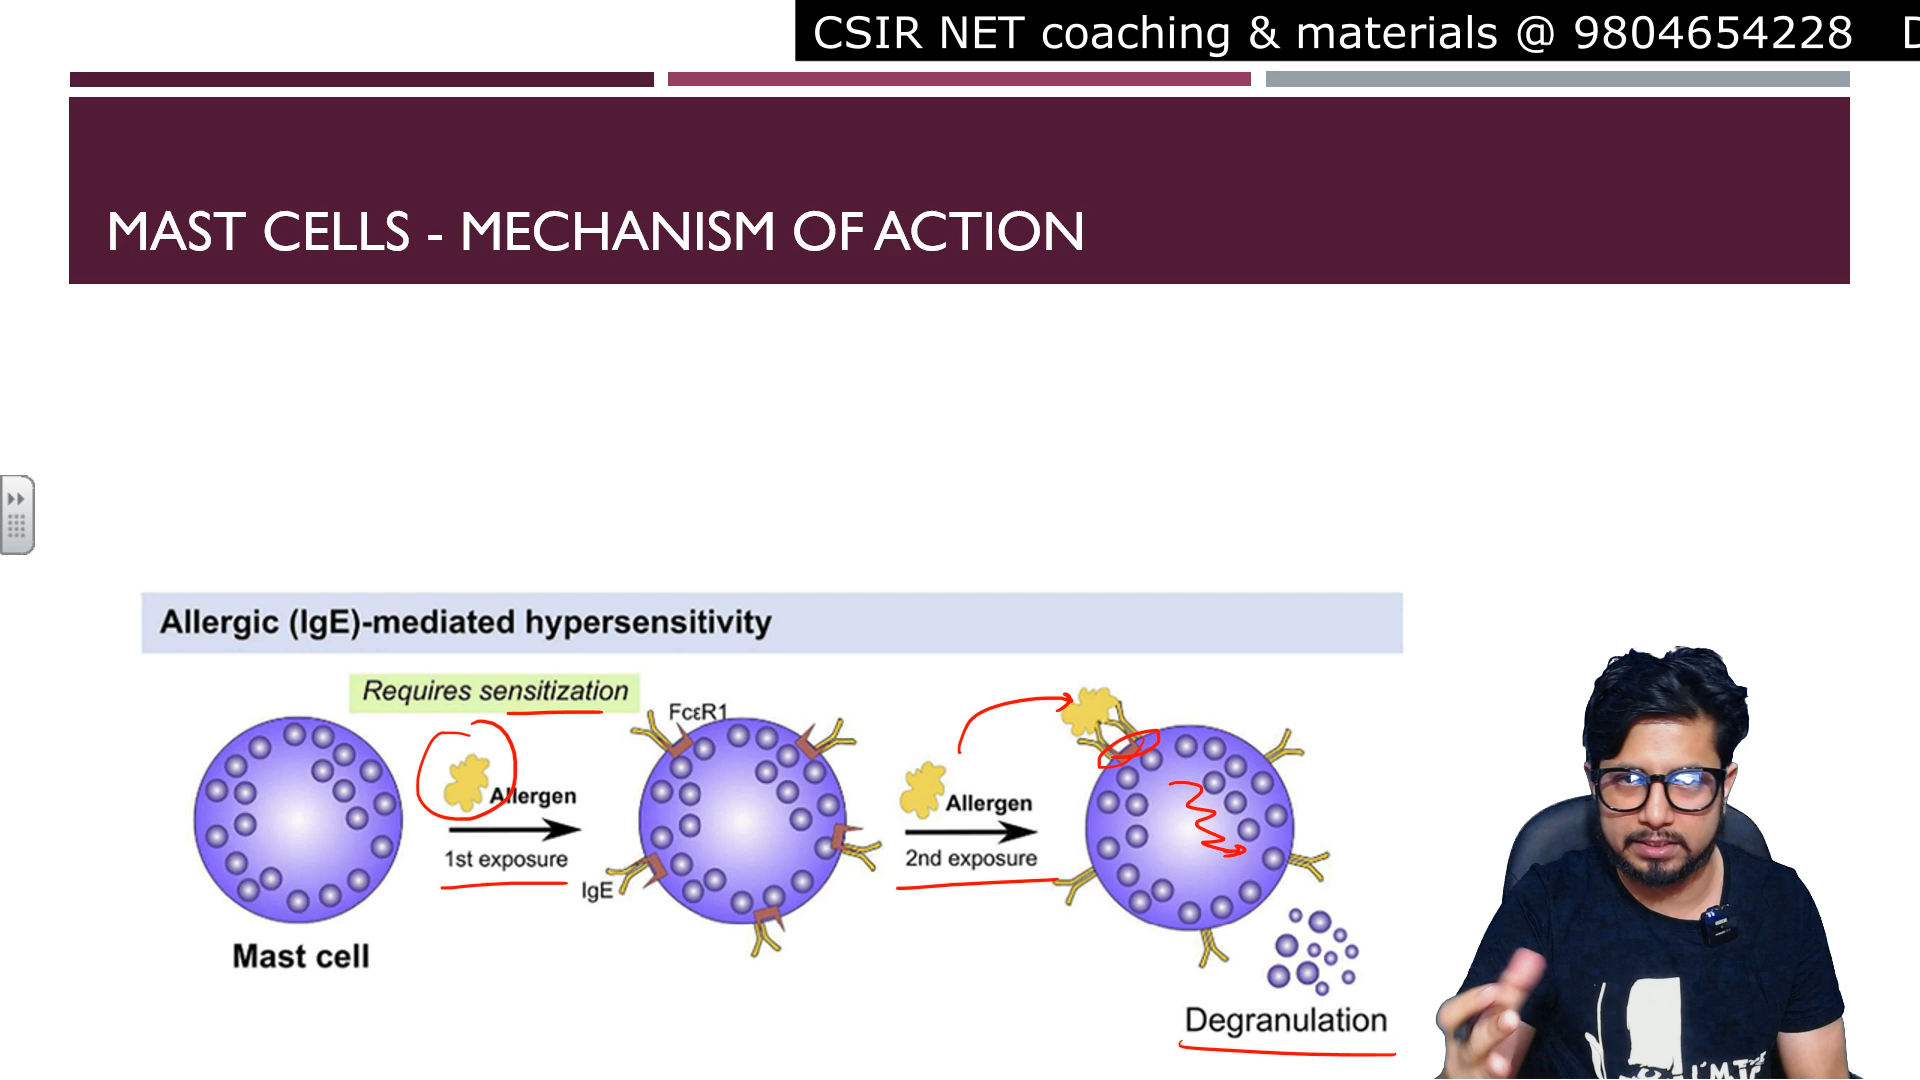 CSIR NET coaching & materials @ 9804654228
MAST CELLS - MECHANISM OF ACTION
Allergic (IgE)-mediated hypersensitivity
Requires sensitization
FcεR1
Allergen
1st exposure
IgE
Allergen
2nd exposure
Mast cell
Degranulation